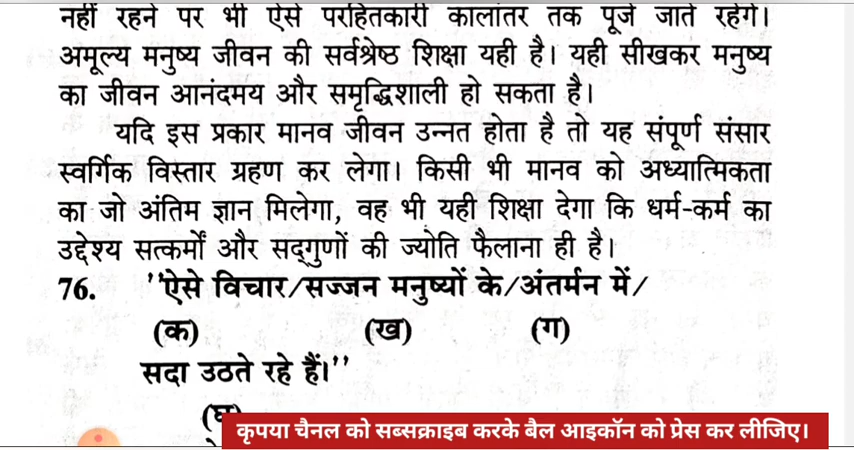 नहीं रहने पर भी ऐसे परहितकारी कालांतर तक पूजे जाते रहेंगे।
अमूल्य मनुष्य जीवन की सर्वश्रेष्ठ शिक्षा यही है। यही सीखकर मनुष्य
का जीवन आनंदमय और समृद्धिशाली हो सकता है।
यदि इस प्रकार मानव जीवन उन्नत होता है तो यह संपूर्ण संसार
स्वर्गिक विस्तार ग्रहण कर लेगा। किसी भी मानव को अध्यात्मिकता
का जो अंतिम ज्ञान मिलेगा, वह भी यही शिक्षा देगा कि धर्म-कर्म का
उद्देश्य सत्कर्मों और सद्‌गुणों की ज्योति फैलाना ही है।
76. "ऐसे विचार/सज्जन मनुष्यों के/अंतर्मन में/
(क) (ख) (ग)
सदा उठते रहे हैं।"
(घ)
कृपया चैनल को सब्सक्राइब करके बैल आइकॉन को प्रेस कर लीजिए।